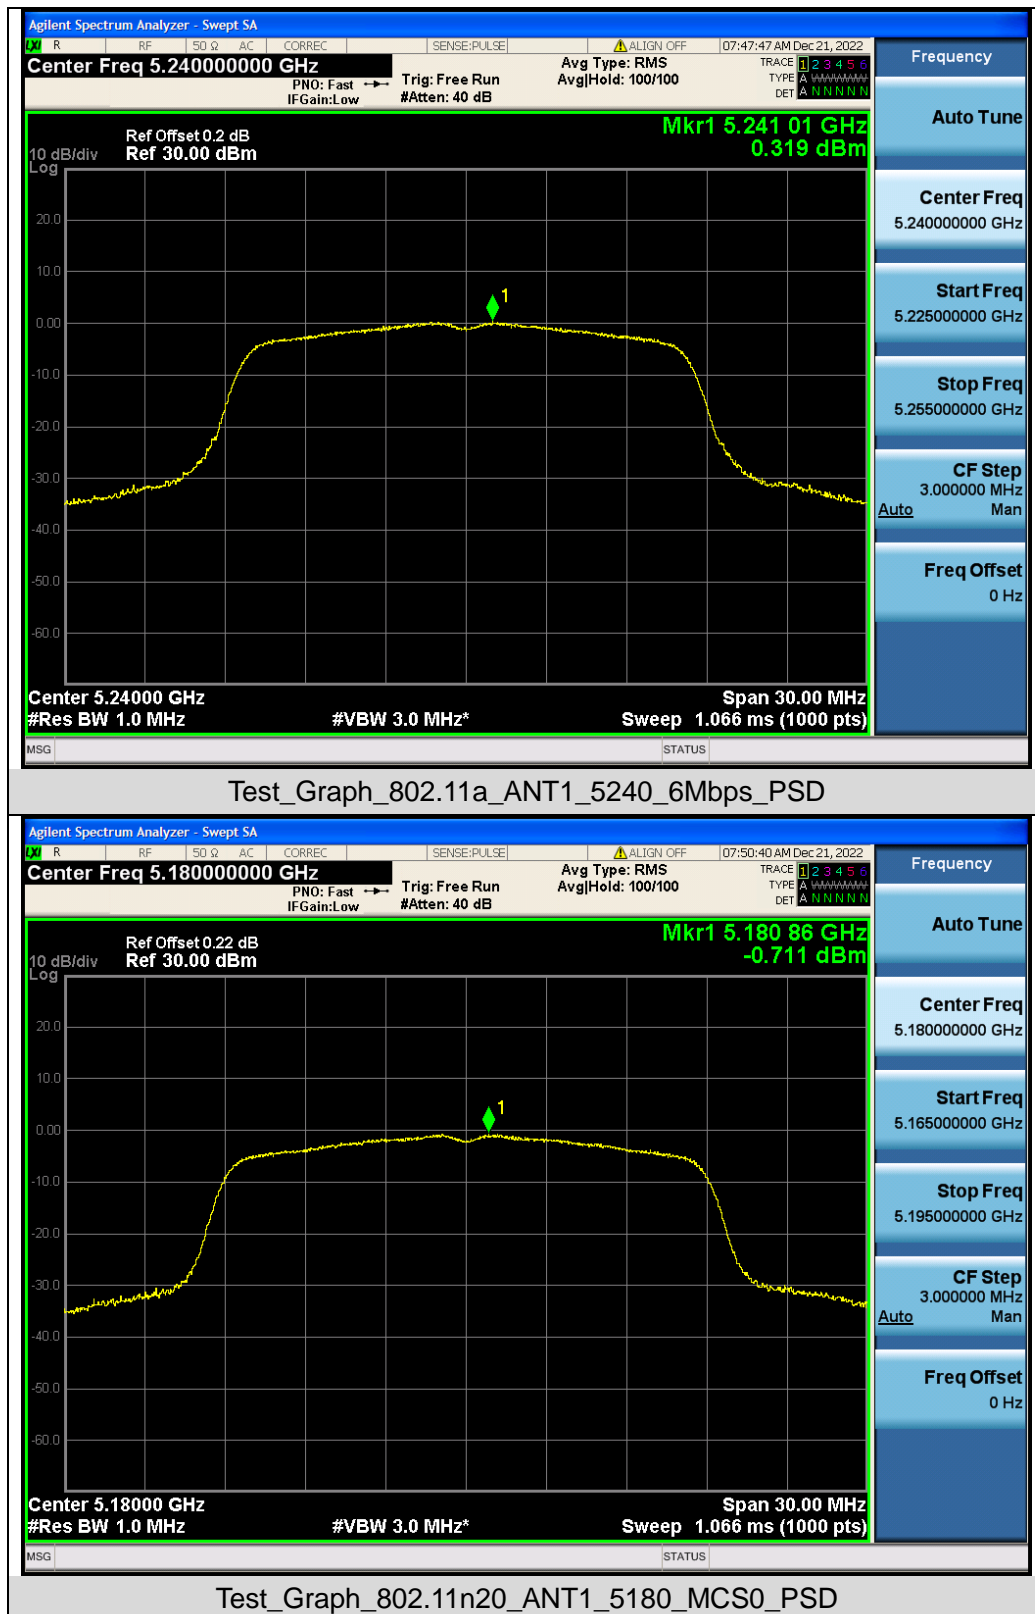 Agilent Spectrum Analyzer - Swept SA
LXI R RF 50 Ω AC CORREC SENSE:PULSE ALIGN OFF 07:47:47 AM Dec 21, 2022
Center Freq 5.240000000 GHz
PNO: Fast
IFGain:Low
Trig: Free Run
#Atten: 40 dB
Avg Type: RMS
Avg|Hold: 100/100
TRACE 1 2 3 4 5 6
TYPE A WWWWW
DET A N N N N N
Frequency
Auto Tune
Center Freq
5.240000000 GHz
Start Freq
5.225000000 GHz
Stop Freq
5.255000000 GHz
CF Step
3.000000 MHz
Auto Man
Freq Offset
0 Hz
Mkr1 5.241 01 GHz
0.319 dBm
Ref Offset 0.2 dB
10 dB/div Ref 30.00 dBm
Log
20.0
10.0
1
0.00
-10.0
-20.0
-30.0
-40.0
-50.0
-60.0
Center 5.24000 GHz Span 30.00 MHz
#Res BW 1.0 MHz #VBW 3.0 MHz* Sweep 1.066 ms (1000 pts)
MSG STATUS
Test_Graph_802.11a_ANT1_5240_6Mbps_PSD
Agilent Spectrum Analyzer - Swept SA
LXI R RF 50 Ω AC CORREC SENSE:PULSE ALIGN OFF 07:50:40 AM Dec 21, 2022
Center Freq 5.180000000 GHz
PNO: Fast
IFGain:Low
Trig: Free Run
#Atten: 40 dB
Avg Type: RMS
Avg|Hold: 100/100
TRACE 1 2 3 4 5 6
TYPE A WWWWW
DET A N N N N N
Frequency
Auto Tune
Center Freq
5.180000000 GHz
Start Freq
5.165000000 GHz
Stop Freq
5.195000000 GHz
CF Step
3.000000 MHz
Auto Man
Freq Offset
0 Hz
Mkr1 5.180 86 GHz
-0.711 dBm
Ref Offset 0.22 dB
10 dB/div Ref 30.00 dBm
Log
20.0
10.0
1
0.00
-10.0
-20.0
-30.0
-40.0
-50.0
-60.0
Center 5.18000 GHz Span 30.00 MHz
#Res BW 1.0 MHz #VBW 3.0 MHz* Sweep 1.066 ms (1000 pts)
MSG STATUS
Test_Graph_802.11n20_ANT1_5180_MCS0_PSD